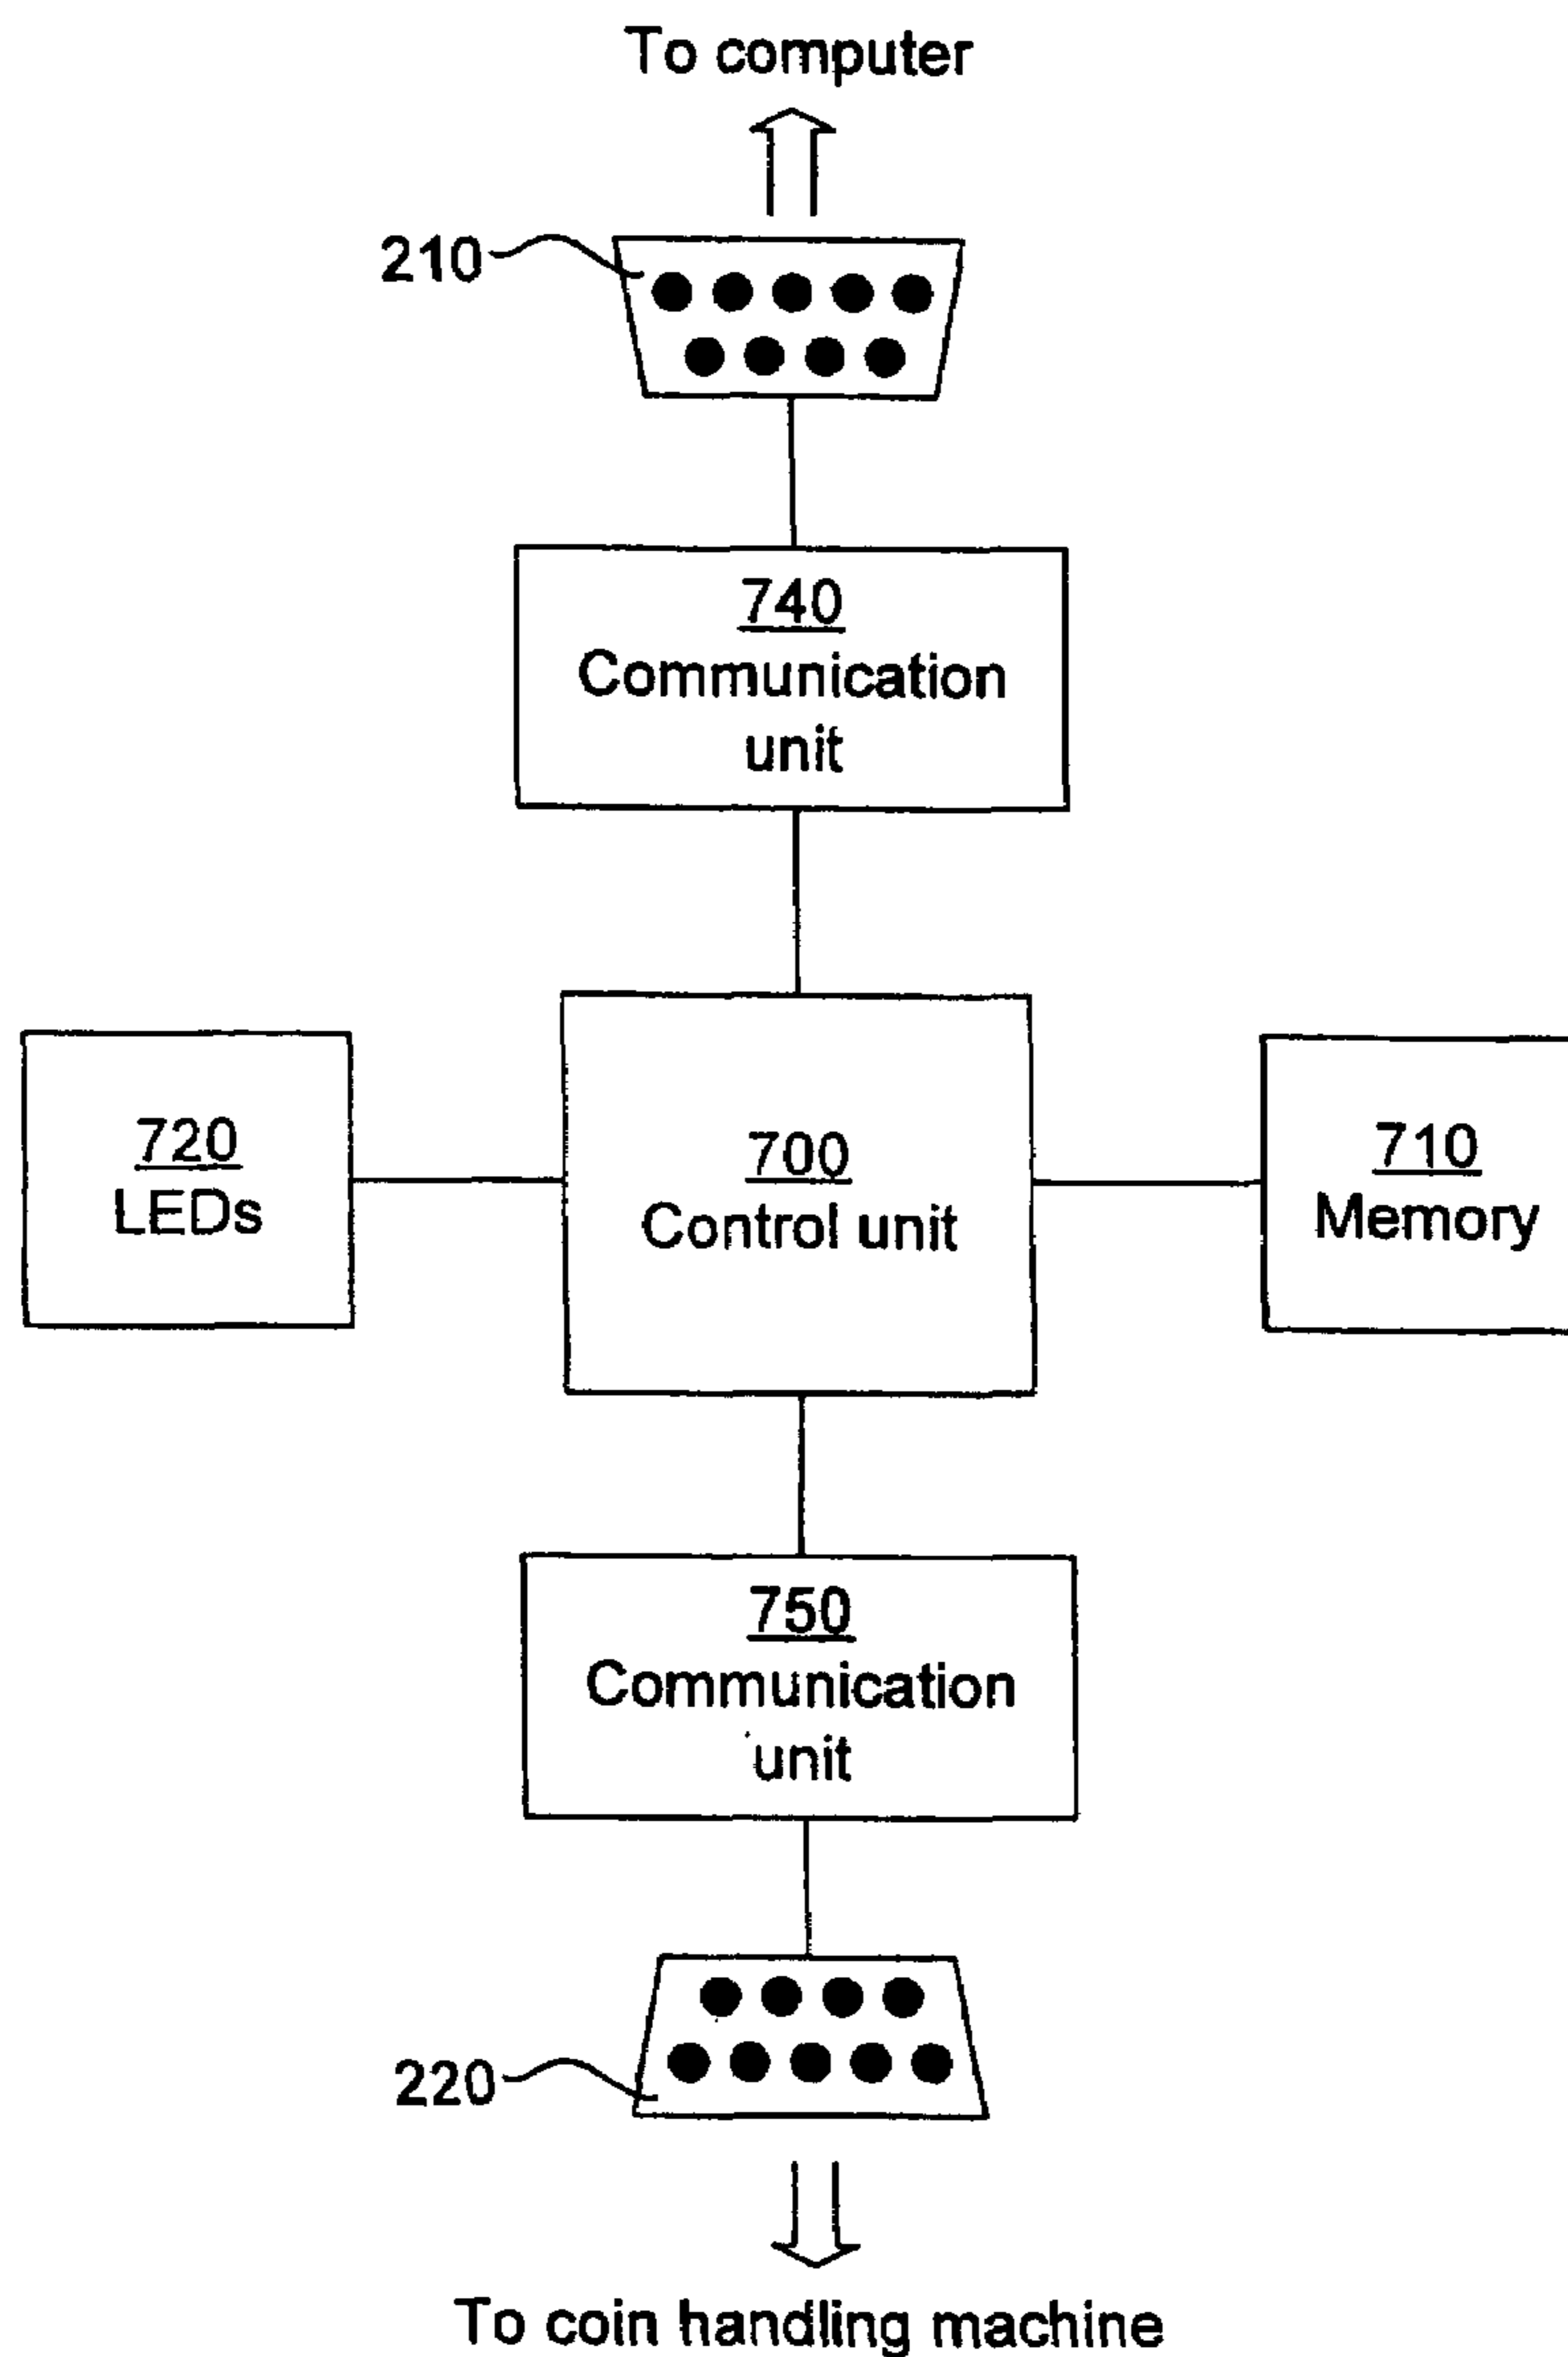 To computer
210
740
Communication
unit
720
LEDs
700
Control unit
710
Memory
750
Communication
unit
220
To coin handling machine